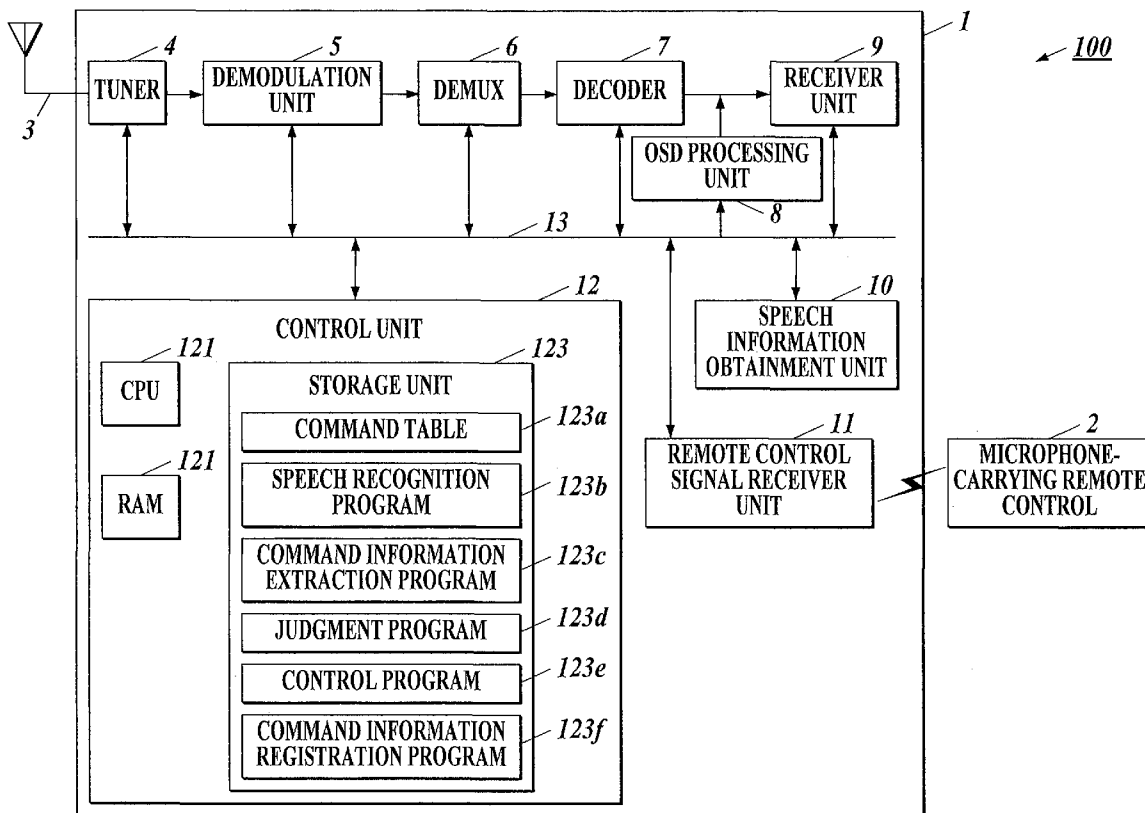 1
100
3
4
TUNER
5
DEMODULATION
UNIT
6
DEMUX
7
DECODER
9
RECEIVER
UNIT
OSD PROCESSING
UNIT
8
13
12
CONTROL UNIT
121
CPU
121
RAM
123
STORAGE UNIT
123a
COMMAND TABLE
123b
SPEECH RECOGNITION
PROGRAM
123c
COMMAND INFORMATION
EXTRACTION PROGRAM
123d
JUDGMENT PROGRAM
123e
CONTROL PROGRAM
123f
COMMAND INFORMATION
REGISTRATION PROGRAM
10
SPEECH
INFORMATION
OBTAINMENT UNIT
11
REMOTE CONTROL
SIGNAL RECEIVER
UNIT
2
MICROPHONE-
CARRYING REMOTE
CONTROL